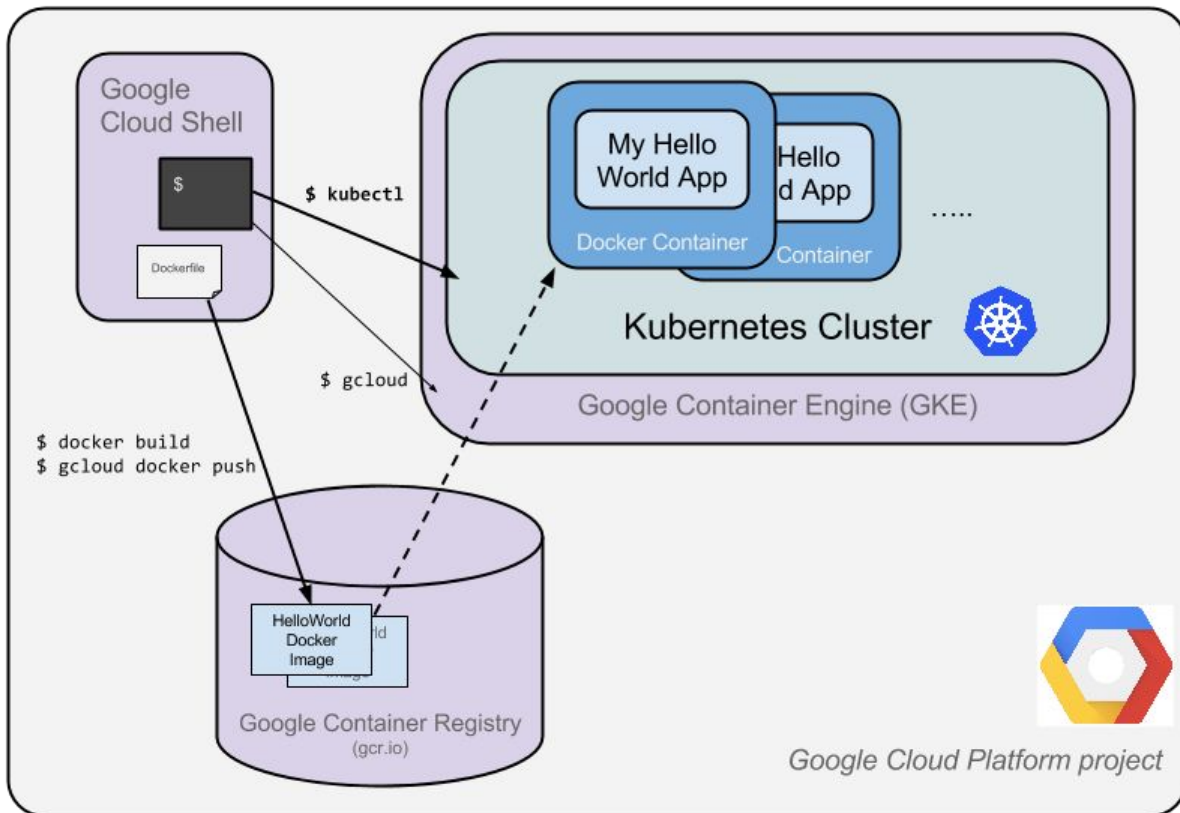 Google
Cloud Shell
$
Dockerfile
$ kubectl
$ gcloud
$ docker build
$ gcloud docker push
My Hello
World App
Docker Container
Hello
d App
Container
.....
Kubernetes Cluster
Google Container Engine (GKE)
HelloWorld
Docker
Image
ld
Image
Google Container Registry
(gcr.io)
Google Cloud Platform project